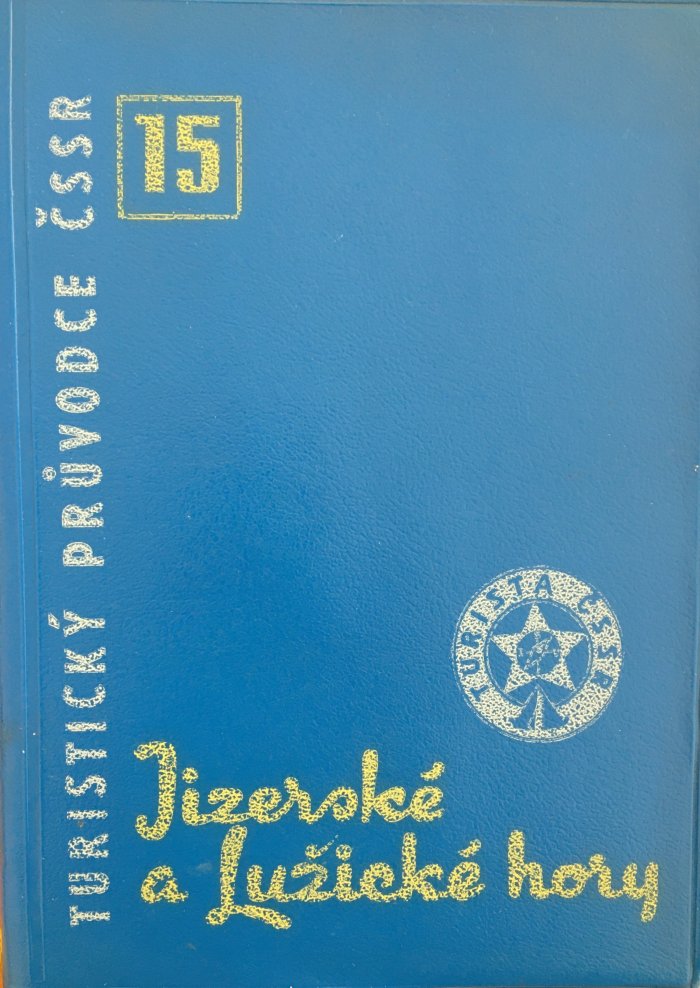 TURISTICKÝ PRŮVODCE ČSSR
15
TURISTA ČSSR
Jizerské
a Lužické hory